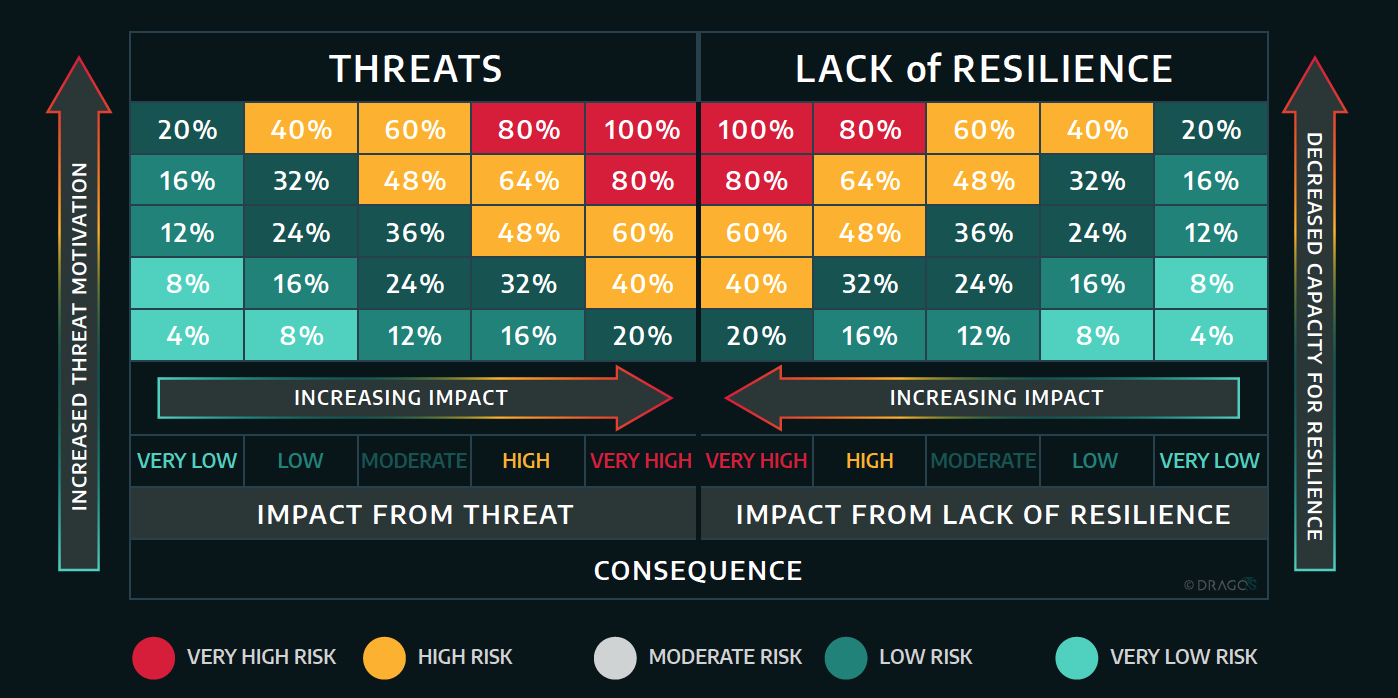 THREATS LACK of RESILIENCE
20% 40% 60% 80% 100% 100% 80% 60% 40% 20%
16% 32% 48% 64% 80% 80% 64% 48% 32% 16%
12% 24% 36% 48% 60% 60% 48% 36% 24% 12%
8% 16% 24% 32% 40% 40% 32% 24% 16% 8%
4% 8% 12% 16% 20% 20% 16% 12% 8% 4%
INCREASED THREAT MOTIVATION
DECREASED CAPACITY FOR RESILIENCE
INCREASING IMPACT INCREASING IMPACT
VERY LOW LOW MODERATE HIGH VERY HIGH VERY HIGH HIGH MODERATE LOW VERY LOW
IMPACT FROM THREAT IMPACT FROM LACK OF RESILIENCE
CONSEQUENCE
© DRAGOS
VERY HIGH RISK HIGH RISK MODERATE RISK LOW RISK VERY LOW RISK